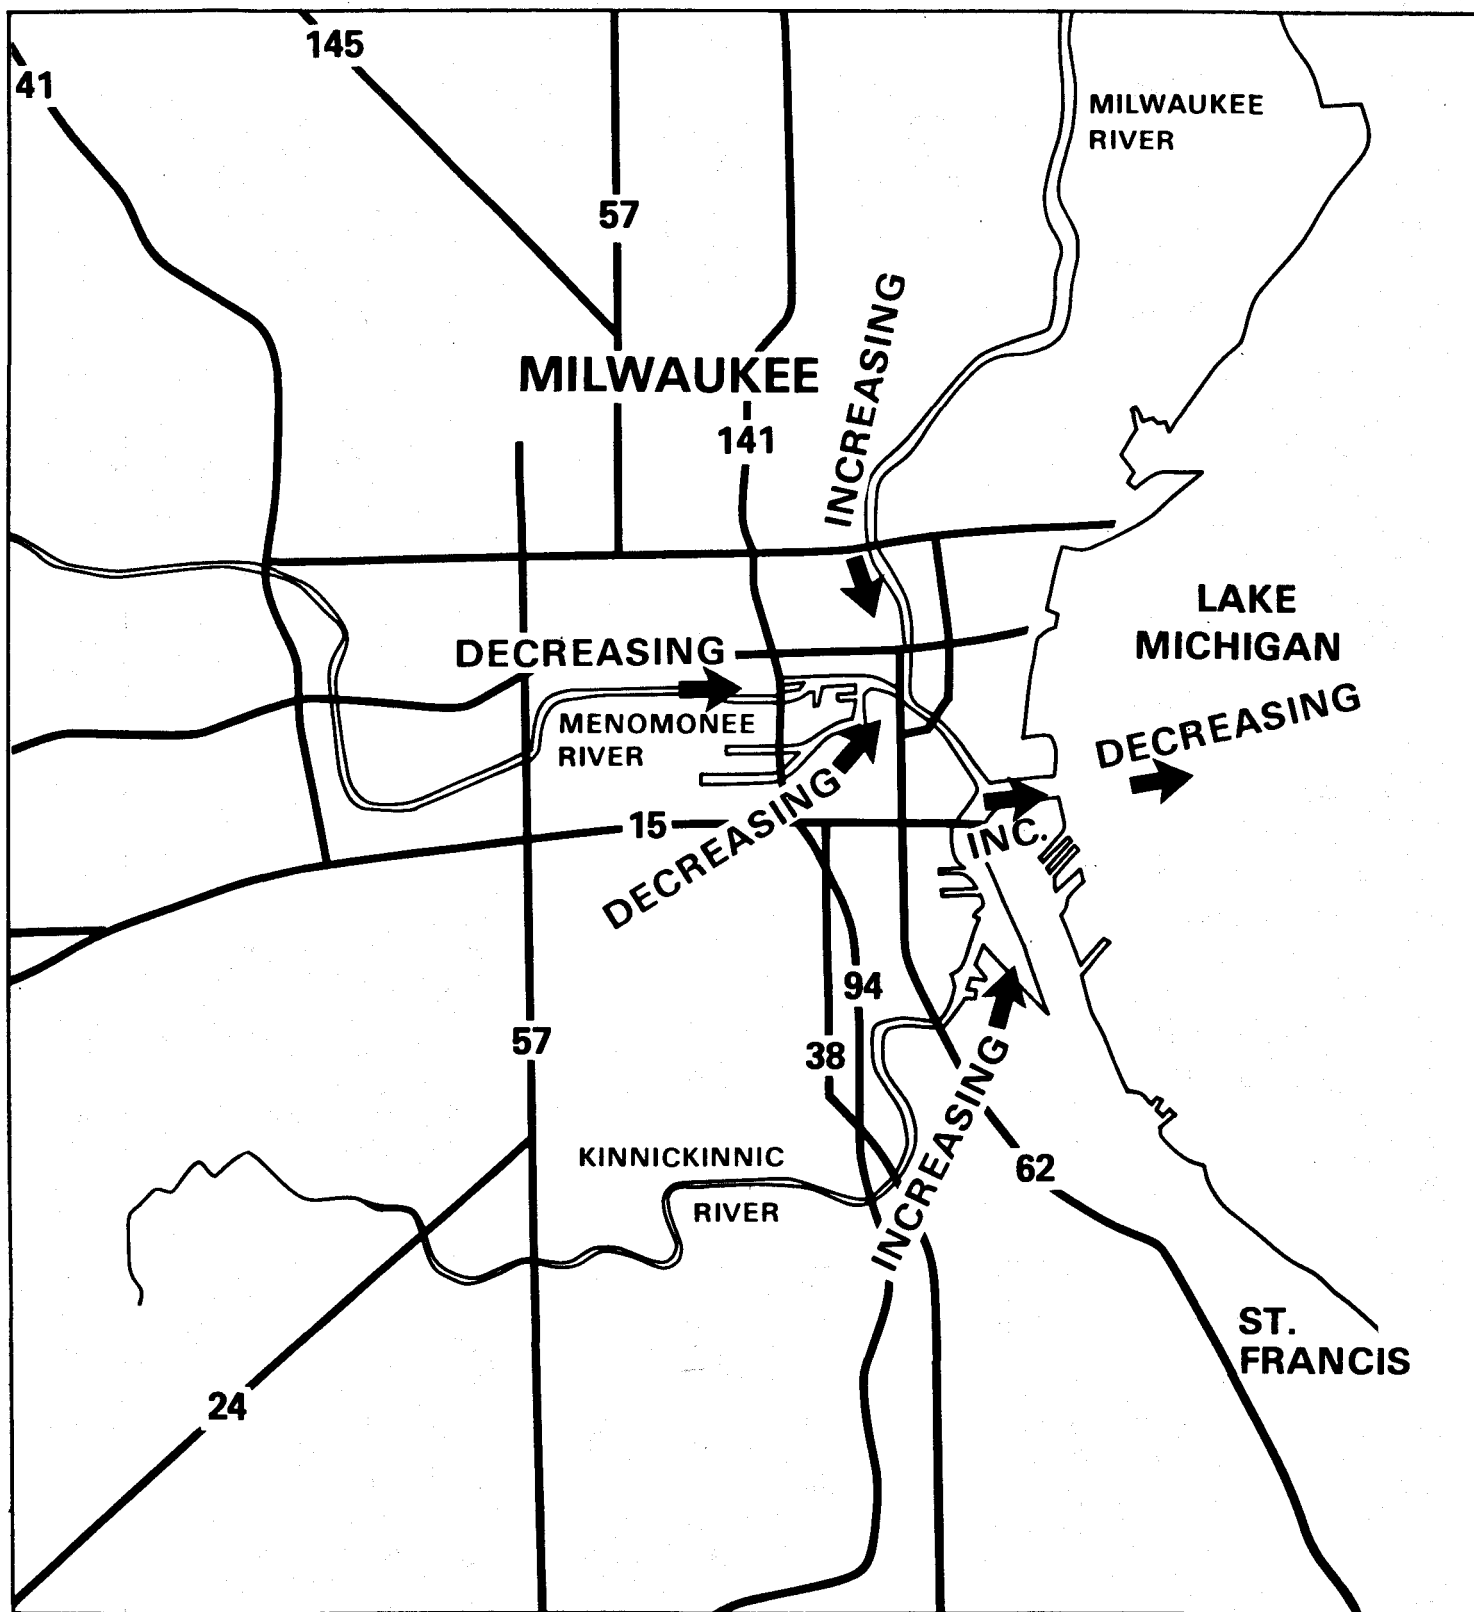 145
41
MILWAUKEE
RIVER
57
INCREASING
MILWAUKEE
141
LAKE
MICHIGAN
DECREASING
DECREASING
MENOMONEE
RIVER
DECREASING
15
INC.
94
57
38
INCREASING
KINNICKINNIC
RIVER
62
ST.
FRANCIS
24